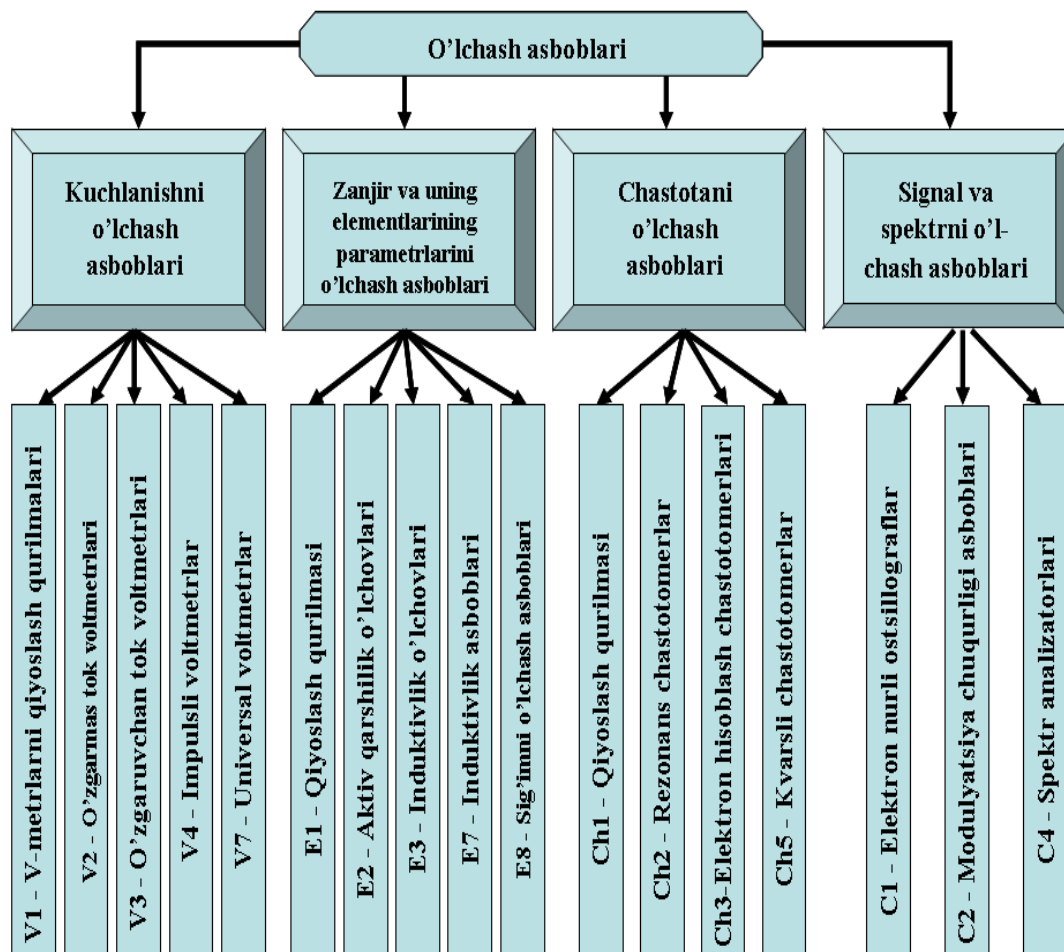 O’lchash asboblari
Kuchlanishni
o’lchash
asboblari
Zanjir va uning
elementlarining
parametrlarini
o’lchash asboblari
Chastotani
o’lchash
asboblari
Signal va
spektrni o’l-
chash asboblari
V1 - V-metrlarni qiyoslash qurilmalari
V2 - O’zgarmas tok voltmetrlari
V3 - O’zgaruvchan tok voltmetrlari
V4 - Impulsli voltmetrlar
V7 - Universal voltmetrlar
E1 - Qiyoslash qurilmasi
E2 - Aktiv qarshilik o’lchovlari
E3 - Induktivlik o’lchovlari
E7 - Induktivlik asboblari
E8 - Sig’imni o’lchash asboblari
Ch1 - Qiyoslash qurilmasi
Ch2 - Rezonans chastotomerlar
Ch3-Elektron hisoblash chastotomerlari
Ch5 - Kvarsli chastotomerlar
C1 - Elektron nurli ostsillograflar
C2 - Modulyatsiya chuqurligi asboblari
C4 - Spektr analizatorlari